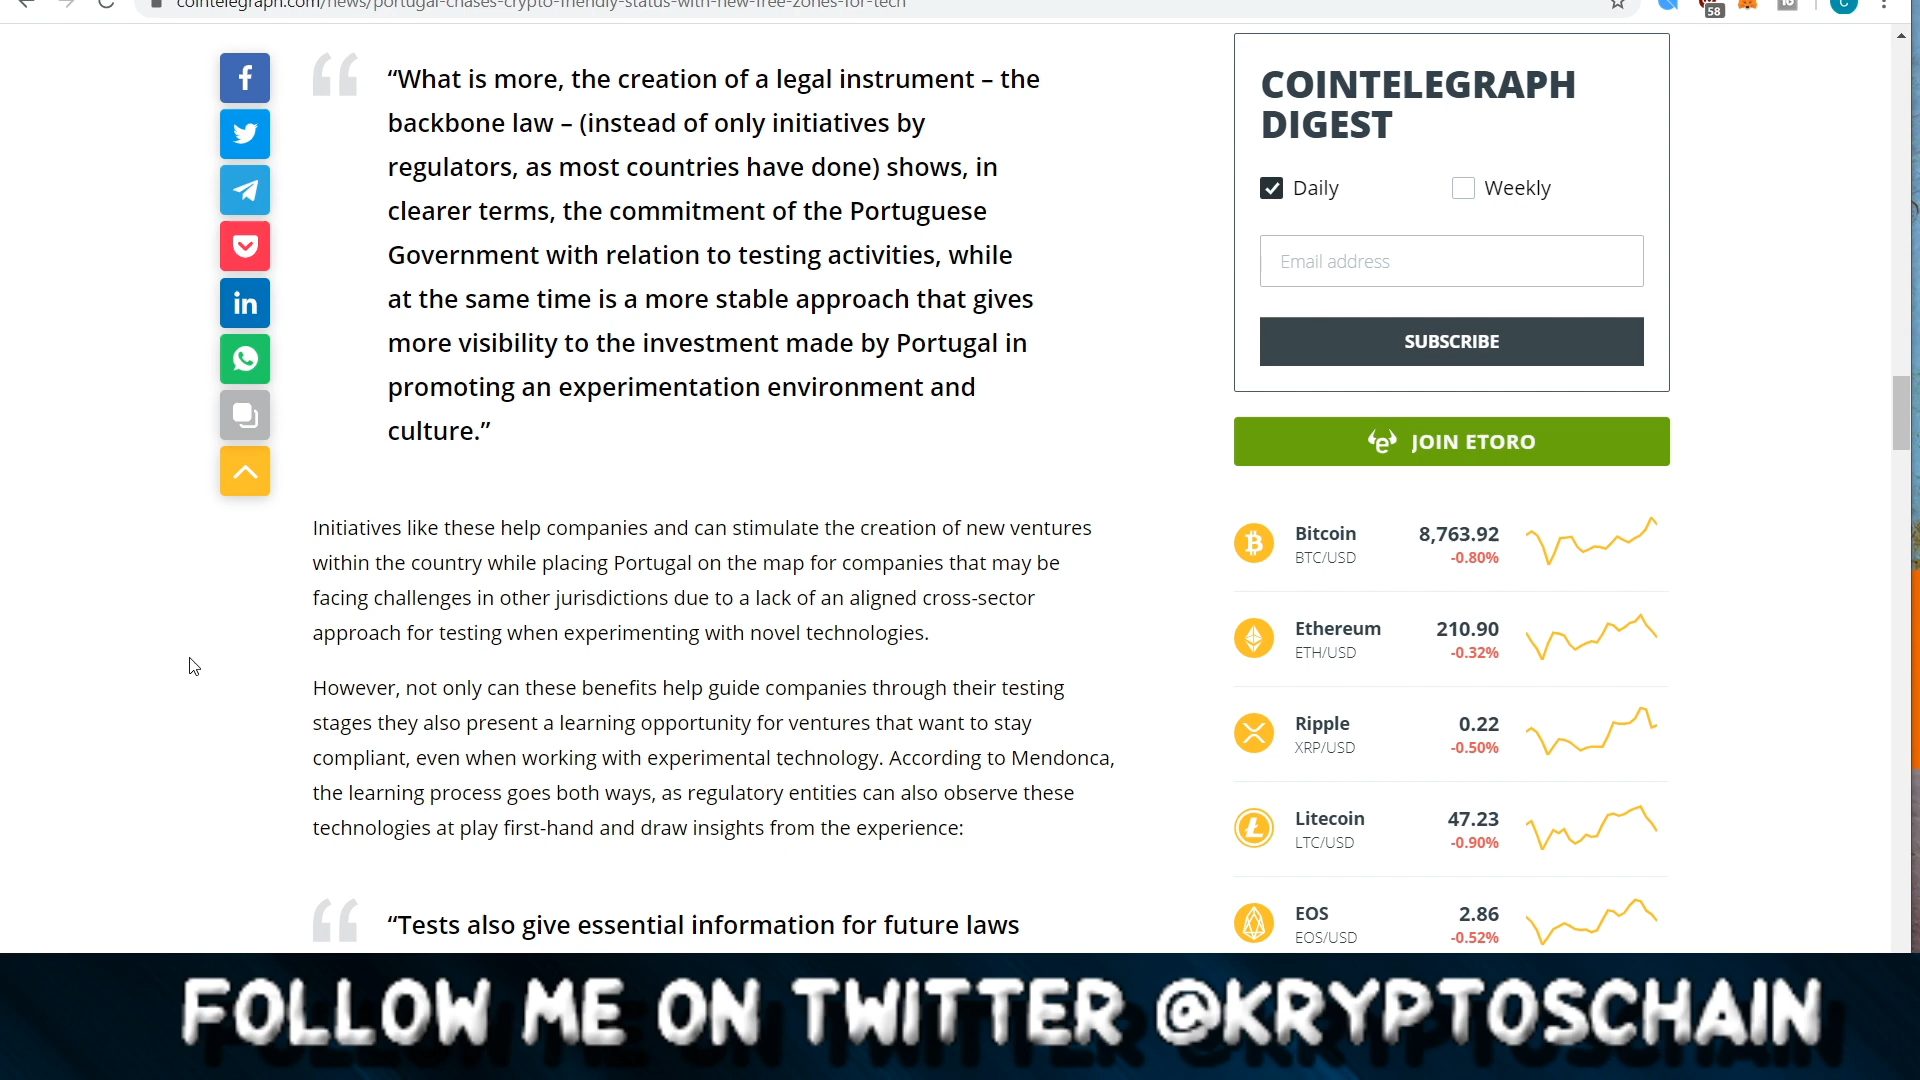 cointelegraph.com/news/portugal-chases-crypto-friendly-status-with-new-free-zones-for-tech
58
C
“What is more, the creation of a legal instrument – the
backbone law – (instead of only initiatives by
regulators, as most countries have done) shows, in
clearer terms, the commitment of the Portuguese
Government with relation to testing activities, while
at the same time is a more stable approach that gives
more visibility to the investment made by Portugal in
promoting an experimentation environment and
culture.”
Initiatives like these help companies and can stimulate the creation of new ventures
within the country while placing Portugal on the map for companies that may be
facing challenges in other jurisdictions due to a lack of an aligned cross-sector
approach for testing when experimenting with novel technologies.
However, not only can these benefits help guide companies through their testing
stages they also present a learning opportunity for ventures that want to stay
compliant, even when working with experimental technology. According to Mendonca,
the learning process goes both ways, as regulatory entities can also observe these
technologies at play first-hand and draw insights from the experience:
“Tests also give essential information for future laws
COINTELEGRAPH
DIGEST
Daily
Weekly
Email address
SUBSCRIBE
JOIN ETORO
Bitcoin 8,763.92
BTC/USD -0.80%
Ethereum 210.90
ETH/USD -0.32%
Ripple 0.22
XRP/USD -0.50%
Litecoin 47.23
LTC/USD -0.90%
EOS 2.86
EOS/USD -0.52%
FOLLOW ME ON TWITTER @KRYPTOSCHAIN